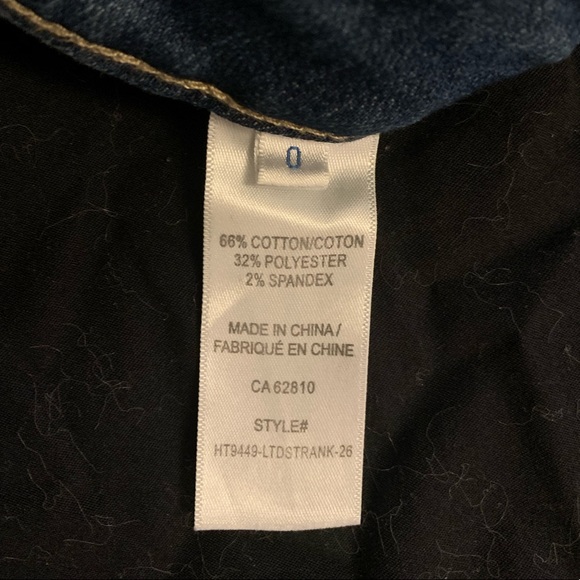 0
66% COTTON/COTON
32% POLYESTER
2% SPANDEX
MADE IN CHINA/
FABRIQUÉ EN CHINE
CA 62810
STYLE#
HT9449-LTDSTRANK-26